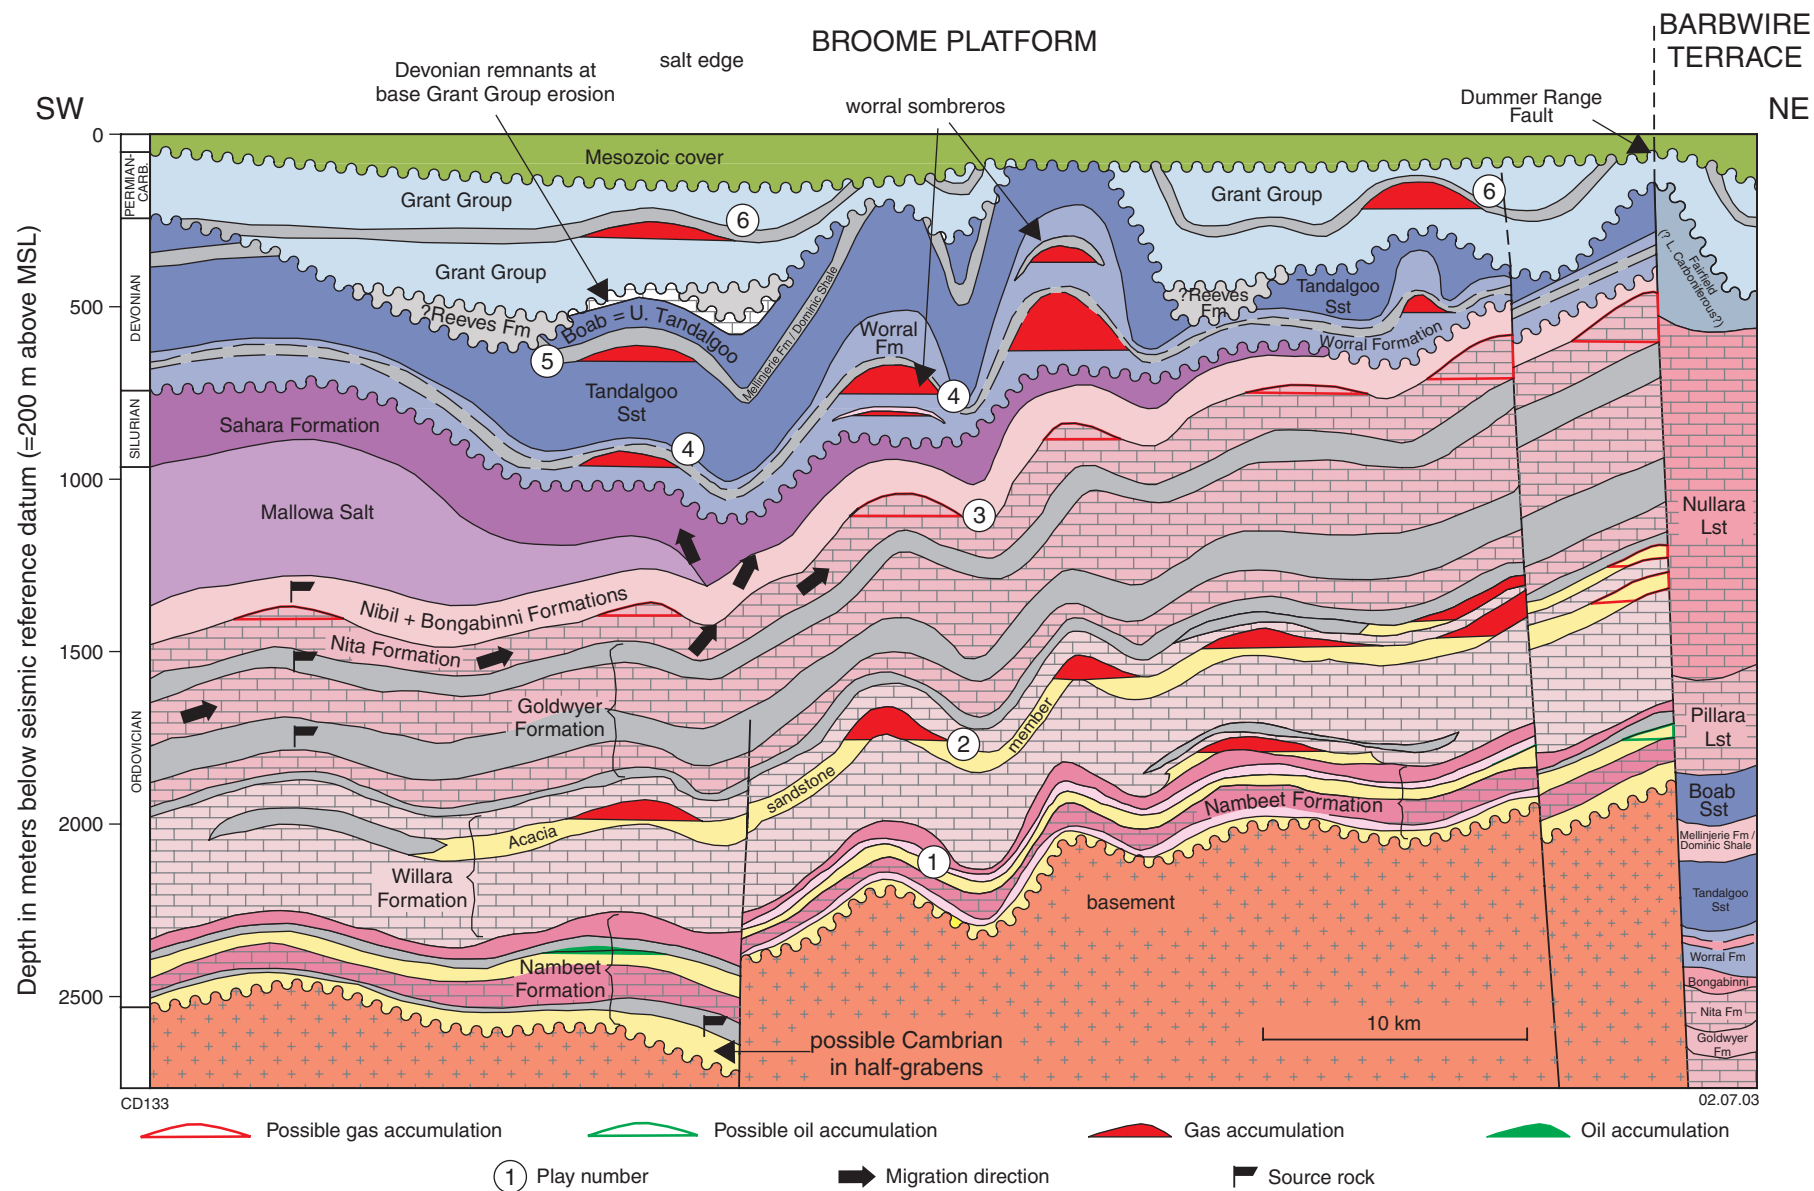 BROOME PLATFORM
BARBWIRE
TERRACE
salt edge
Devonian remnants at
base Grant Group erosion
worral sombreros
Dummer Range
Fault
SW
NE
Depth in meters below seismic reference datum (=200 m above MSL)
0
500
1000
1500
2000
2500
PERMIAN-
CARB.
DEVONIAN
SILURIAN
ORDOVICIAN
Mesozoic cover
Grant Group
6
Grant Group
6
Grant Group
?Reeves Fm
Boab = U. Tandalgoo
5
Mellinjerie Fm / Dominic Shale
Tandalgoo
Sst
4
Worral
Fm
4
?Reeves
Fm
Tandalgoo
Sst
Worral Formation
Fairfield
(? L. Carboniferous?)
Sahara Formation
Mallowa Salt
3
Nibil + Bongabinni Formations
Nita Formation
Goldwyer
Formation
2
Acacia
sandstone
member
Willara
Formation
1
Nambeet Formation
Nambeet
Formation
basement
possible Cambrian
in half-grabens
10 km
Nullara
Lst
Pillara
Lst
Boab
Sst
Mellinjerie Fm /
Dominic Shale
Tandalgoo
Sst
Worral Fm
Bongabinni
Nita Fm
Goldwyer
Fm
CD133
02.07.03
Possible gas accumulation
Possible oil accumulation
Gas accumulation
Oil accumulation
1 Play number
Migration direction
Source rock